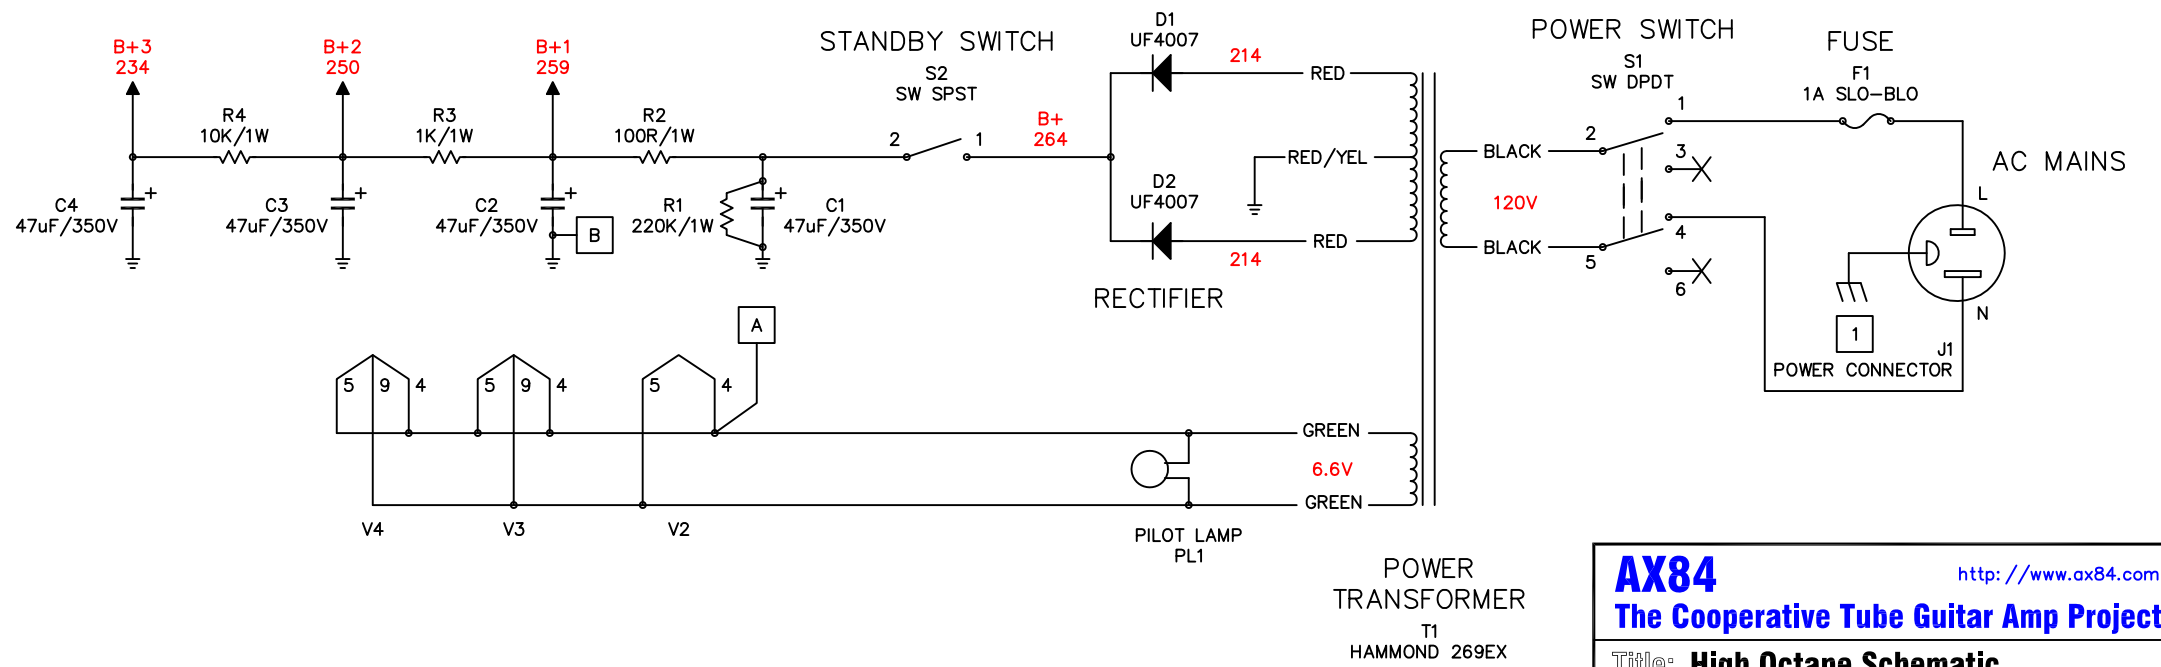 STANDBY SWITCH
S2
SW SPST
D1
UF4007
POWER SWITCH
S1
SW DPDT
FUSE
F1
1A SLO-BLO
B+3
234
B+2
250
B+1
259
R4
10K/1W
R3
1K/1W
R2
100R/1W
2
1
B+
264
214
RED
RED/YEL
BLACK
2
1
3
AC MAINS
C4
47uF/350V
+
C3
47uF/350V
+
C2
47uF/350V
+
B
R1
220K/1W
+
C1
47uF/350V
D2
UF4007
120V
L
214
RED
BLACK
5
4
6
RECTIFIER
N
1
J1
POWER CONNECTOR
A
5
9
4
5
9
4
5
4
GREEN
6.6V
GREEN
V4
V3
V2
PILOT LAMP
PL1
POWER
TRANSFORMER
T1
HAMMOND 269EX
AX84
http://www.ax84.com
The Cooperative Tube Guitar Amp Project
Title: High Octane Schematic